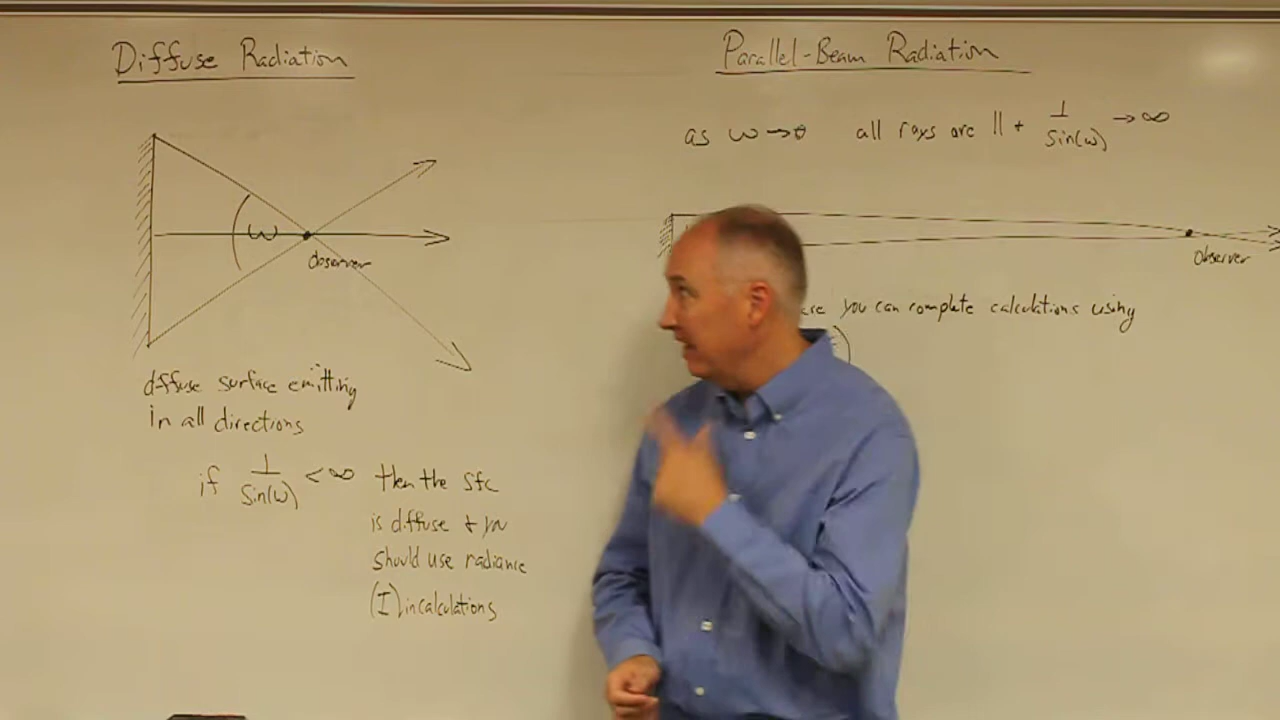 Diffuse Radiation
ω
observer
diffuse surface emitting
in all directions
if 1/sin(ω) < ∞ then the sfc
is diffuse + you
should use radiance
(I) in calculations
Parallel-Beam Radiation
as ω → 0 all rays are || + 1/sin(ω) → ∞
observer
you can complete calculations using